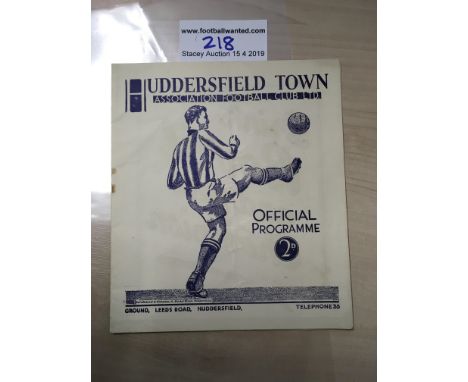 www.footballwanted.com
218
Stacey Auction 15 4 2019
HUDDERSFIELD TOWN
ASSOCIATION FOOTBALL CLUB LTD.
OFFICIAL
PROGRAMME
2D
GROUND, LEEDS ROAD, HUDDERSFIELD,
TELEPHONE 36